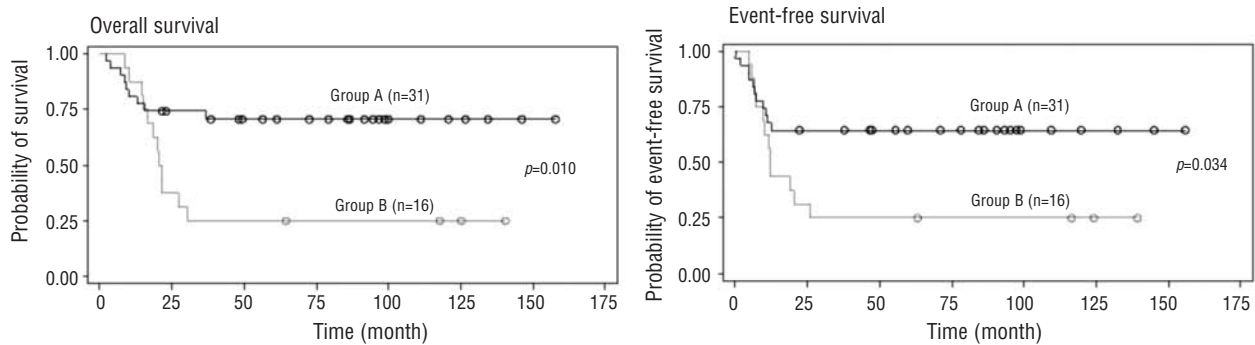 Overall survival
Probability of survival
1.00
0.75
0.50
0.25
0.00
Group A (n=31)
p=0.010
Group B (n=16)
0 25 50 75 100 125 150 175
Time (month)
Event-free survival
Probability of event-free survival
1.00
0.75
0.50
0.25
0.00
Group A (n=31)
p=0.034
Group B (n=16)
0 25 50 75 100 125 150 175
Time (month)